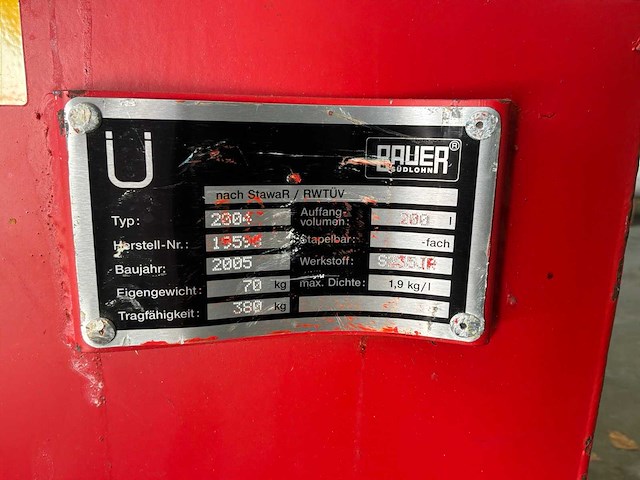 Ü
BAUER®
SÜDLOHN
nach StawaR / RWTÜV
Typ: 2804
Auffang-
volumen: 200 l
Herstell-Nr.:
Stapelbar: -fach
Baujahr: 2005
Werkstoff:
Eigengewicht: 70 kg
max. Dichte: 1,9 kg/l
Tragfähigkeit: 380 kg